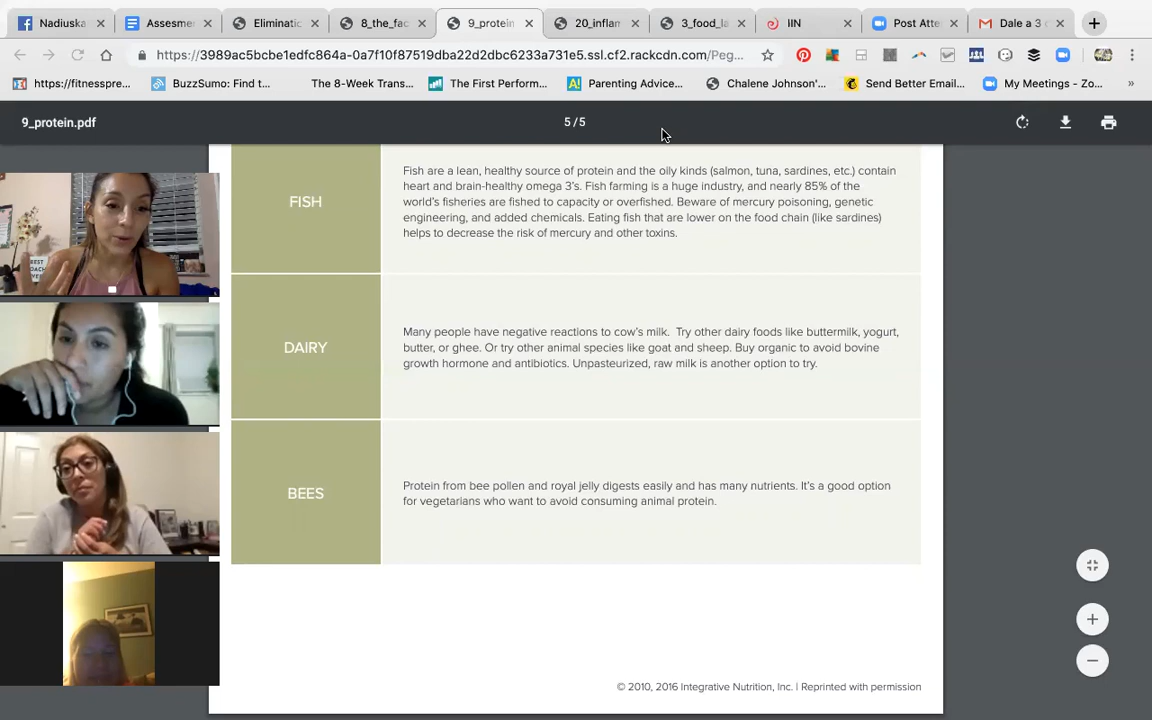 Nadiuska
Assesme
Eliminatio
8_the_fac
9_protein
20_inflam
3_food_la
IIN
Post Atte
Dale a 3 c
https://3989ac5bcbe1edfc864a-0a7f10f87519dba22d2dbc6233a731e5.ssl.cf2.rackcdn.com/Peg...
https://fitnesspre...
BuzzSumo: Find t...
The 8-Week Trans...
The First Perform...
A!
Parenting Advice...
Chalene Johnson'...
Send Better Email...
My Meetings - Zo...
»
9_protein.pdf
5 / 5
FISH
Fish are a lean, healthy source of protein and the oily kinds (salmon, tuna, sardines, etc.) contain
heart and brain-healthy omega 3's. Fish farming is a huge industry, and nearly 85% of the
world's fisheries are fished to capacity or overfished. Beware of mercury poisoning, genetic
engineering, and added chemicals. Eating fish that are lower on the food chain (like sardines)
helps to decrease the risk of mercury and other toxins.
DAIRY
Many people have negative reactions to cow's milk. Try other dairy foods like buttermilk, yogurt,
butter, or ghee. Or try other animal species like goat and sheep. Buy organic to avoid bovine
growth hormone and antibiotics. Unpasteurized, raw milk is another option to try.
BEES
Protein from bee pollen and royal jelly digests easily and has many nutrients. It's a good option
for vegetarians who want to avoid consuming animal protein.
© 2010, 2016 Integrative Nutrition, Inc. | Reprinted with permission
BEST